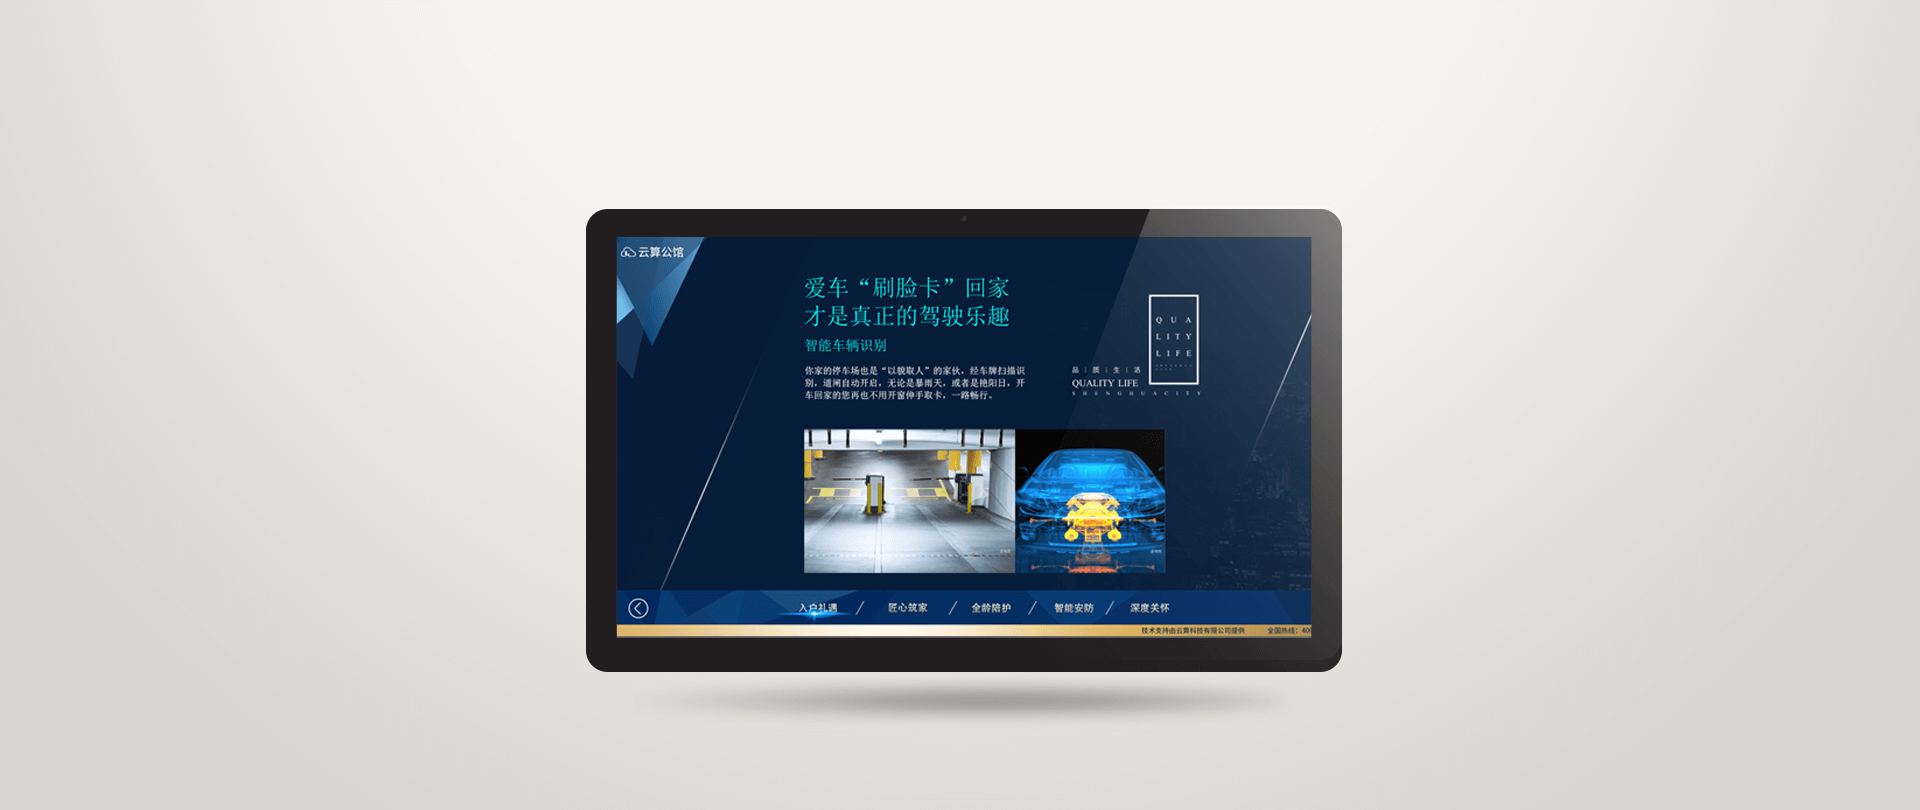 云算公馆
爱车“刷脸卡”回家
才是真正的驾驶乐趣
智能车辆识别
你家的停车场也是“以貌取人”的家伙，经车牌扫描识
别，道闸自动开启，无论是暴雨天，或者是艳阳日，开
车回家的您再也不用开窗伸手取卡，一路畅行。
QUA
LITY
LIFE
品 | 质 | 生 | 活
QUALITY LIFE
SHENGHUACITY
入户礼遇 / 匠心筑家 / 全龄陪护 / 智能安防 / 深度关怀
技术支持由云算科技有限公司提供 全国热线：400